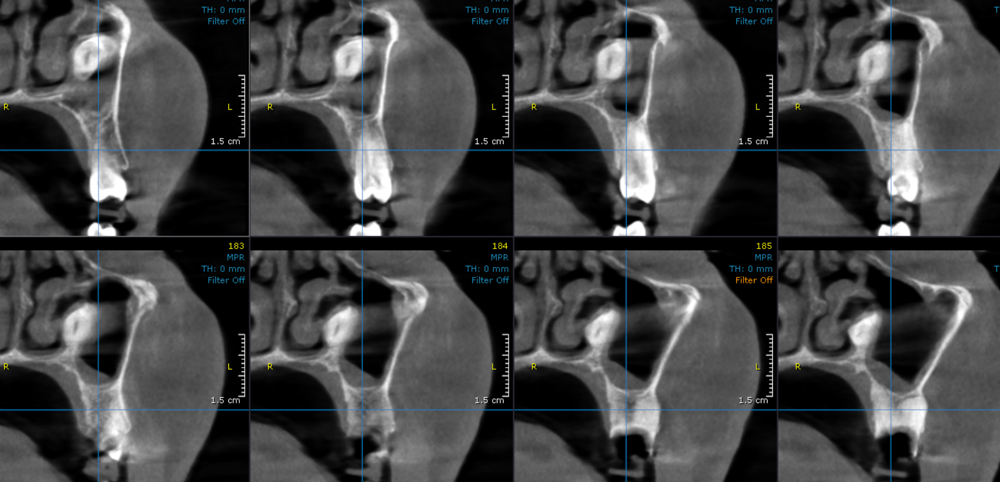 TH: 0 mm
Filter Off
R
L
1.5 cm
TH: 0 mm
Filter Off
R
L
1.5 cm
TH: 0 mm
Filter Off
R
L
1.5 cm
T
R
183
MPR
TH: 0 mm
Filter Off
R
L
1.5 cm
184
MPR
TH: 0 mm
Filter Off
R
L
1.5 cm
185
MPR
TH: 0 mm
Filter Off
R
L
1.5 cm
T
R